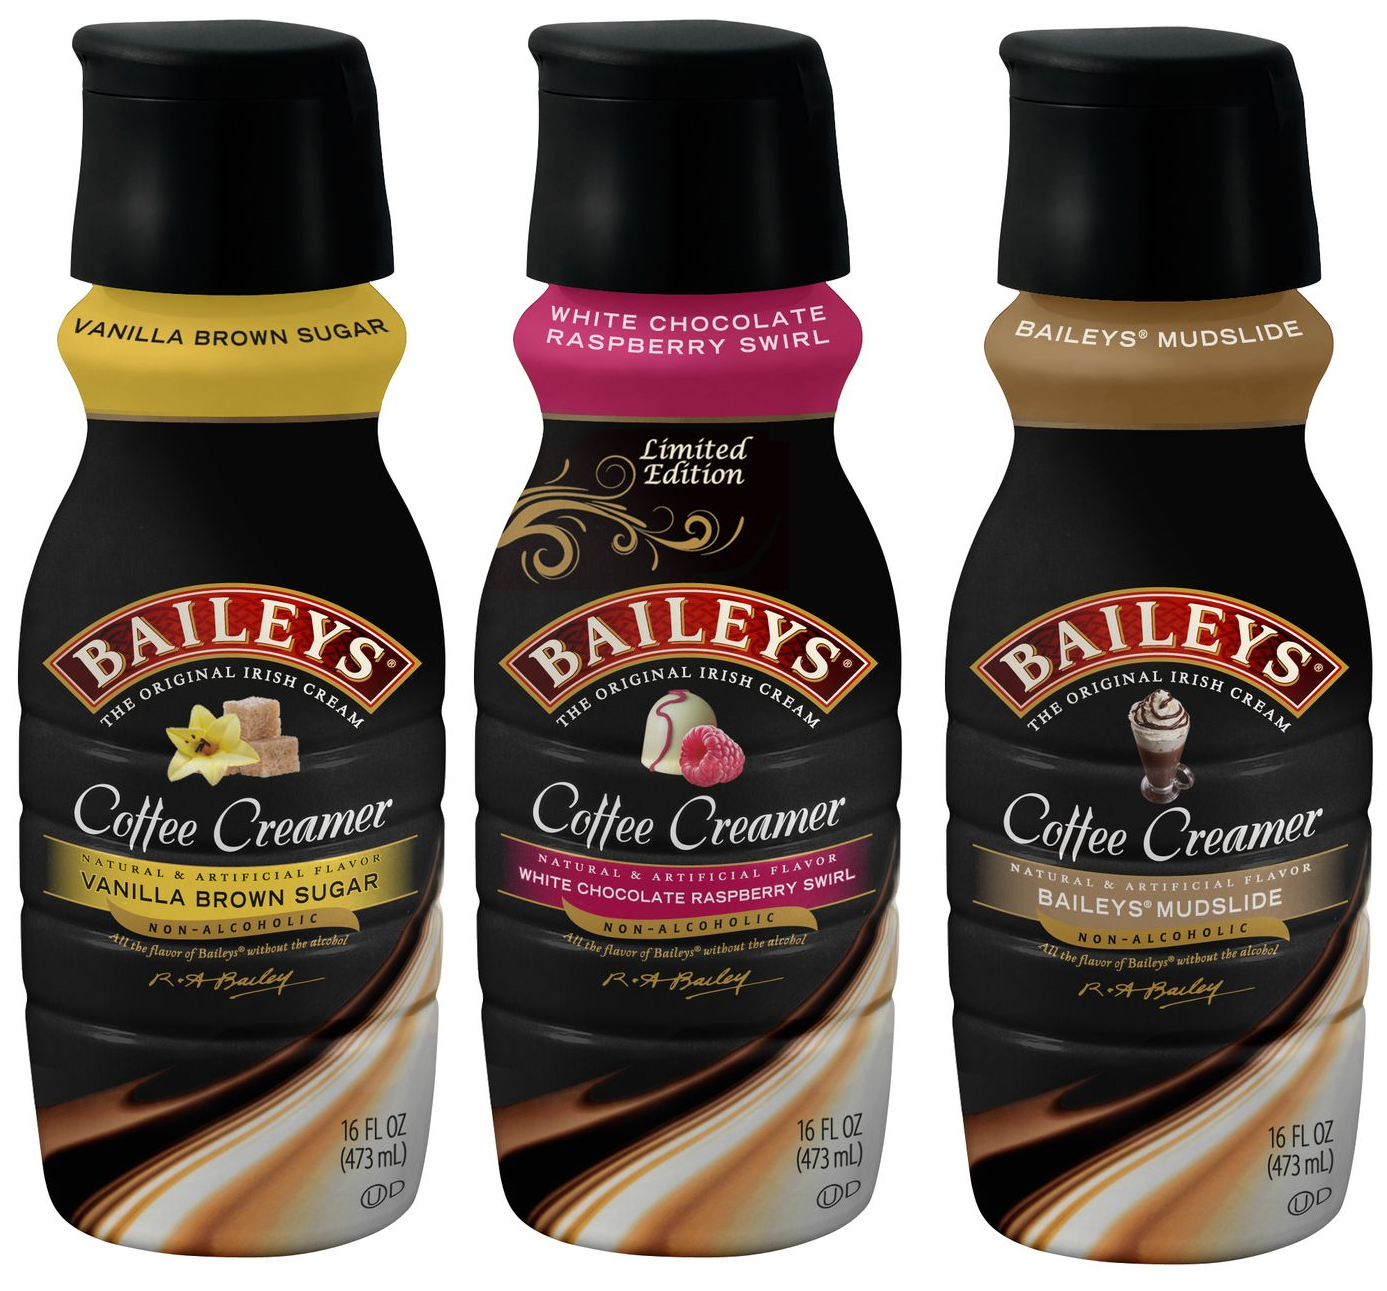 VANILLA BROWN SUGAR
BAILEYS®
THE ORIGINAL IRISH CREAM
Coffee Creamer
NATURAL & ARTIFICIAL FLAVOR
VANILLA BROWN SUGAR
NON-ALCOHOLIC
All the flavor of Baileys® without the alcohol
R.A Bailey
16 FL OZ
(473 mL)
U D
WHITE CHOCOLATE
RASPBERRY SWIRL
Limited
Edition
BAILEYS®
THE ORIGINAL IRISH CREAM
Coffee Creamer
NATURAL & ARTIFICIAL FLAVOR
WHITE CHOCOLATE RASPBERRY SWIRL
NON-ALCOHOLIC
All the flavor of Baileys® without the alcohol
R.A Bailey
16 FL OZ
(473 mL)
U D
BAILEYS® MUDSLIDE
BAILEYS®
THE ORIGINAL IRISH CREAM
Coffee Creamer
NATURAL & ARTIFICIAL FLAVOR
BAILEYS® MUDSLIDE
NON-ALCOHOLIC
All the flavor of Baileys® without the alcohol
R.A Bailey
16 FL OZ
(473 mL)
U D